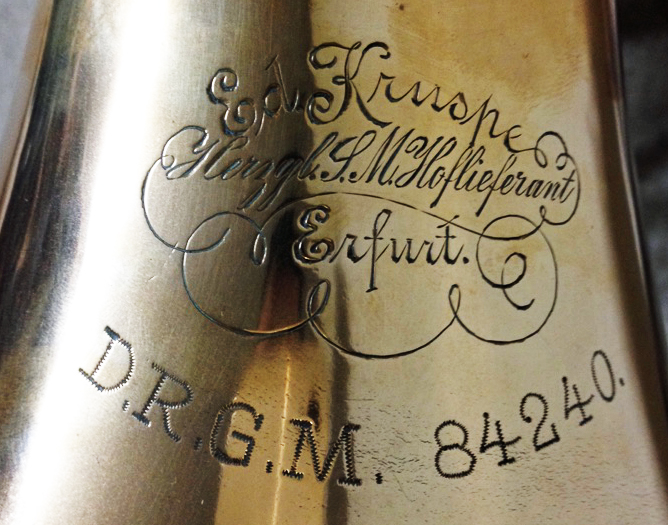 Ed. Kruspe
Herzgl. S. M. Hoflieferant
Erfurt.
D.R.G.M. 84240.